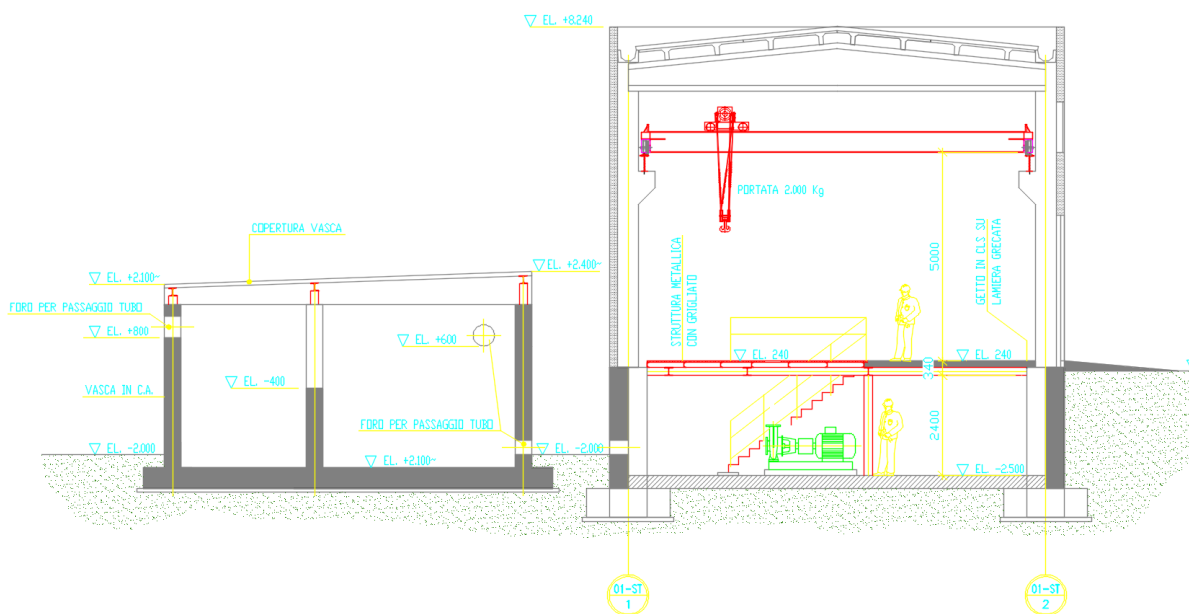 EL. +8.240
PORTATA 2.000 Kg
COPERTURA VASCA
EL. +2.100~
EL. +2.400~
FORO PER PASSAGGIO TUBO
EL. +800
EL. +600
STRUTTURA METALLICA
CON GRIGLIATO
GETTO IN CLS SU
LAMIERA GRECATA
5000
EL. 240
EL. 240
340
EL. -400
VASCA IN C.A.
FORO PER PASSAGGIO TUBO
2400
EL. -2.000
EL. -2.000
EL. +2.100~
EL. -2500
01-ST
1
01-ST
2